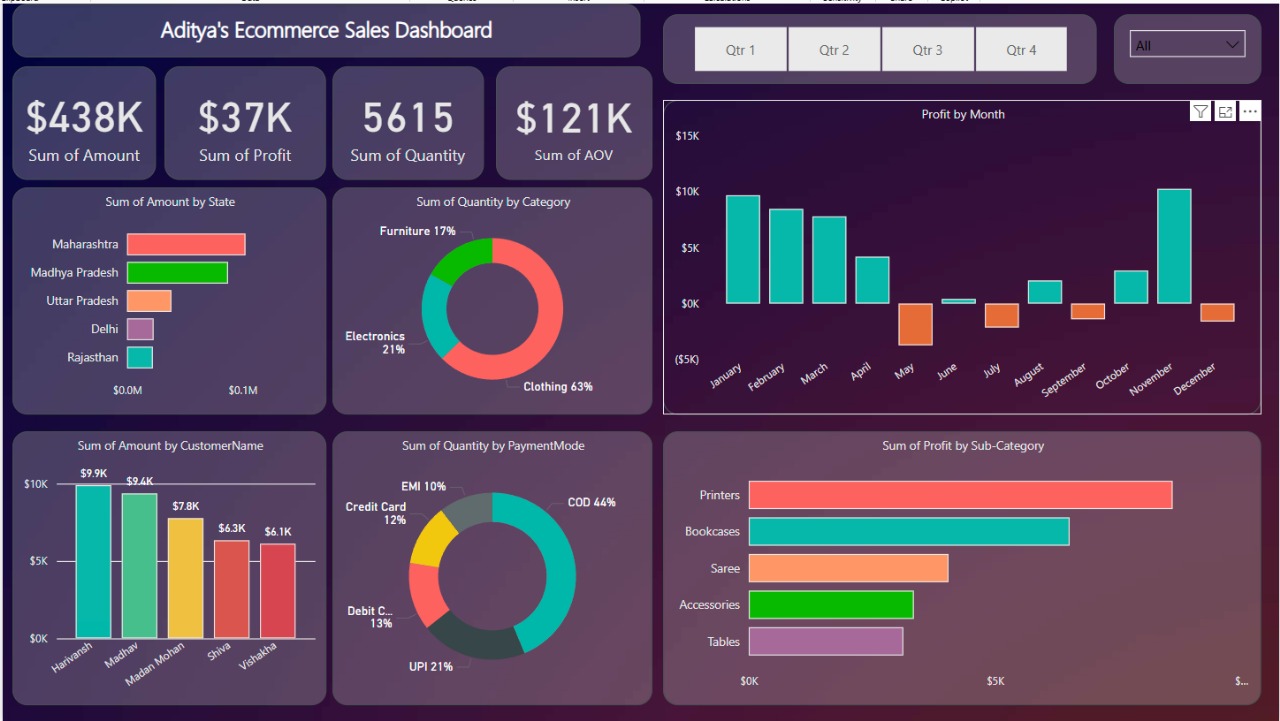 Aditya's Ecommerce Sales Dashboard
Qtr 1
Qtr 2
Qtr 3
Qtr 4
All
$438K
Sum of Amount
$37K
Sum of Profit
5615
Sum of Quantity
$121K
Sum of AOV
Profit by Month
$15K
$10K
$5K
$0K
($5K)
January
February
March
April
May
June
July
August
September
October
November
December
Sum of Amount by State
Maharashtra
Madhya Pradesh
Uttar Pradesh
Delhi
Rajasthan
$0.0M
$0.1M
Sum of Quantity by Category
Furniture 17%
Electronics
21%
Clothing 63%
Sum of Amount by CustomerName
$10K
$5K
$0K
$9.9K
$9.4K
$7.8K
$6.3K
$6.1K
Harivansh
Madhav
Madan Mohan
Shiva
Vishakha
Sum of Quantity by PaymentMode
EMI 10%
COD 44%
Credit Card
12%
Debit C...
13%
UPI 21%
Sum of Profit by Sub-Category
Printers
Bookcases
Saree
Accessories
Tables
$0K
$5K
$...